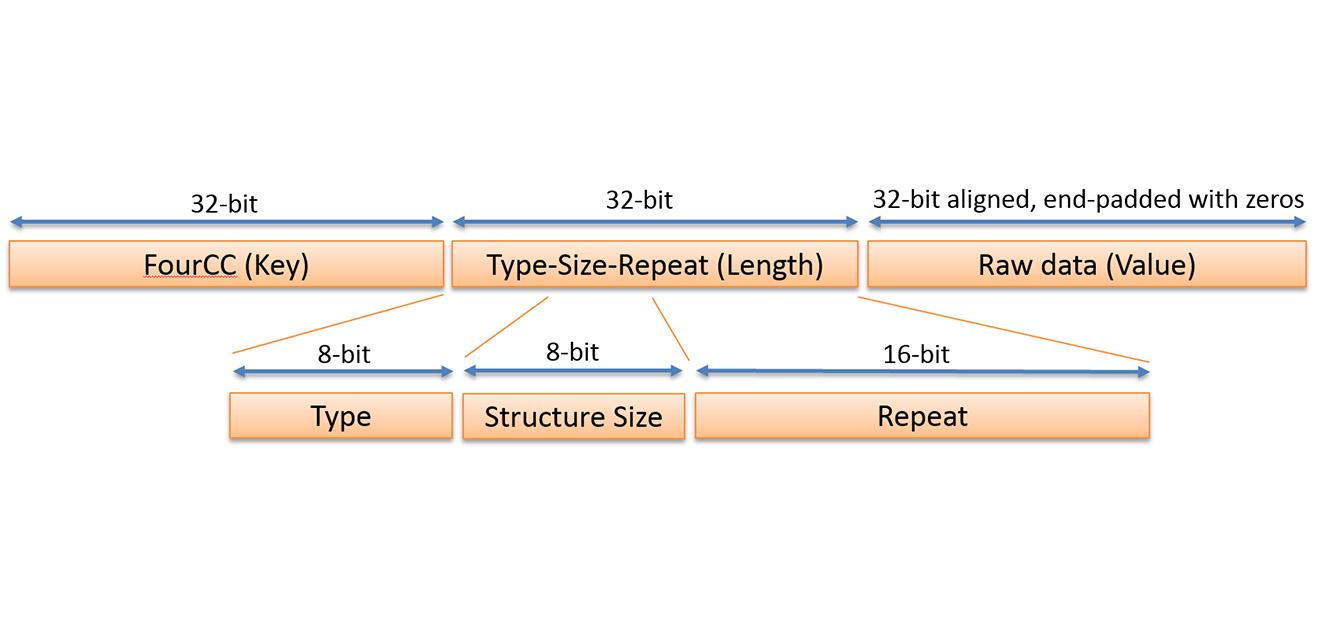 32-bit
32-bit
32-bit aligned, end-padded with zeros
FourCC (Key)
Type-Size-Repeat (Length)
Raw data (Value)
8-bit
8-bit
16-bit
Type
Structure Size
Repeat